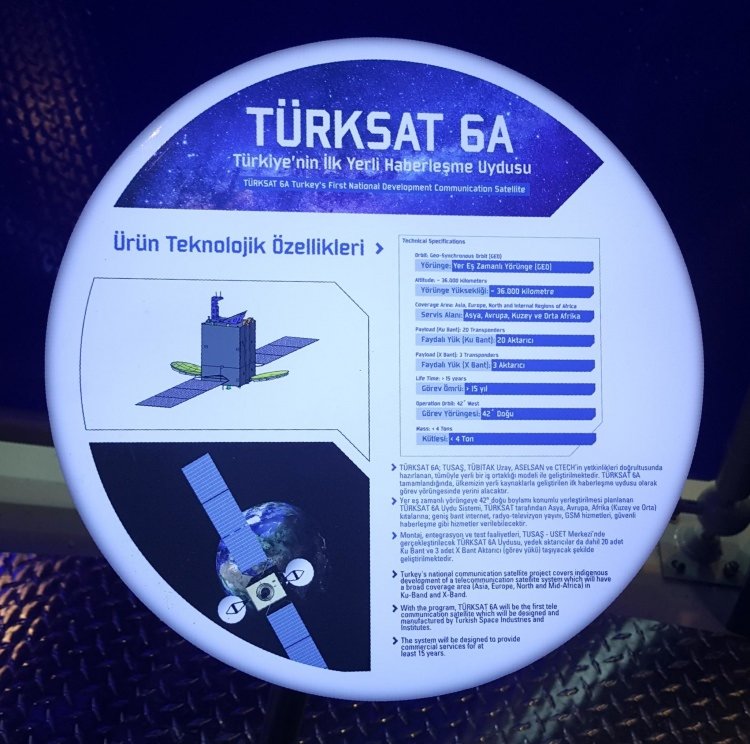 TÜRKSAT 6A
Türkiye'nin İlk Yerli Haberleşme Uydusu
TÜRKSAT 6A Turkey's First National Development Communication Satellite
Ürün Teknolojik Özellikleri
Technical Specifications
Orbit: Geo-Synchronous Orbit (GEO)
Yörünge: Yer Eş Zamanlı Yörünge (GEO)
Altitude: ~ 36.000 Kilometers
Yörünge Yüksekliği: ~ 36.000 kilometre
Coverage Area: Asia, Europe, North and Internal Regions of Africa
Servis Alanı: Asya, Avrupa, Kuzey ve Orta Afrika
Payload (Ku Bant): 20 Transponders
Faydalı Yük (Ku Bant): 20 Aktarıcı
Payload (X Bant): 3 Transponders
Faydalı Yük (X Bant): 3 Aktarıcı
Life Time: > 15 years
Görev Ömrü: > 15 yıl
Operation Orbit: 42° West
Görev Yörüngesi: 42° Doğu
Mass: < 4 Tons
Kütlesi: < 4 Ton
TÜRKSAT 6A; TUSAŞ, TÜBİTAK Uzay, ASELSAN ve CTECH'in yetkinlikleri doğrultusunda
hazırlanan, tümüyle yerli bir iş ortaklığı modeli ile geliştirilmektedir. TÜRKSAT 6A
tamamlandığında, ülkemizin yerli kaynaklarla geliştirilen ilk haberleşme uydusu olarak
görev yörüngesinde yerini alacaktır.
Yer eş zamanlı yörüngeye 42° doğu boylamı konumlu yerleştirilmesi planlanan
TÜRKSAT 6A Uydu Sistemi, TÜRKSAT tarafından Asya, Avrupa, Afrika (Kuzey ve Orta)
kıtalarına; geniş bant internet, radyo-televizyon yayını, GSM hizmetleri, güvenli
haberleşme gibi hizmetler verilebilecektir.
Montaj, entegrasyon ve test faaliyetleri, TUSAŞ - USET Merkezi'nde
gerçekleştirilecek TÜRKSAT 6A Uydusu, yedek aktarıcılar da dahil 20 adet
Ku Bant ve 3 adet X Bant Aktarıcı (görev yükü) taşıyacak şekilde
geliştirilmektedir.
Turkey's national communication satellite project covers indigenous
development of a telecommunication satellite system which will have
a broad coverage area (Asia, Europe, North and Mid-Africa) in
Ku-Band and X-Band.
With the program, TÜRKSAT 6A will be the first tele
communication satellite which will be designed and
manufactured by Turkish Space Industries and
Institutes.
The system will be designed to provide
commercial services for at
least 15 years.